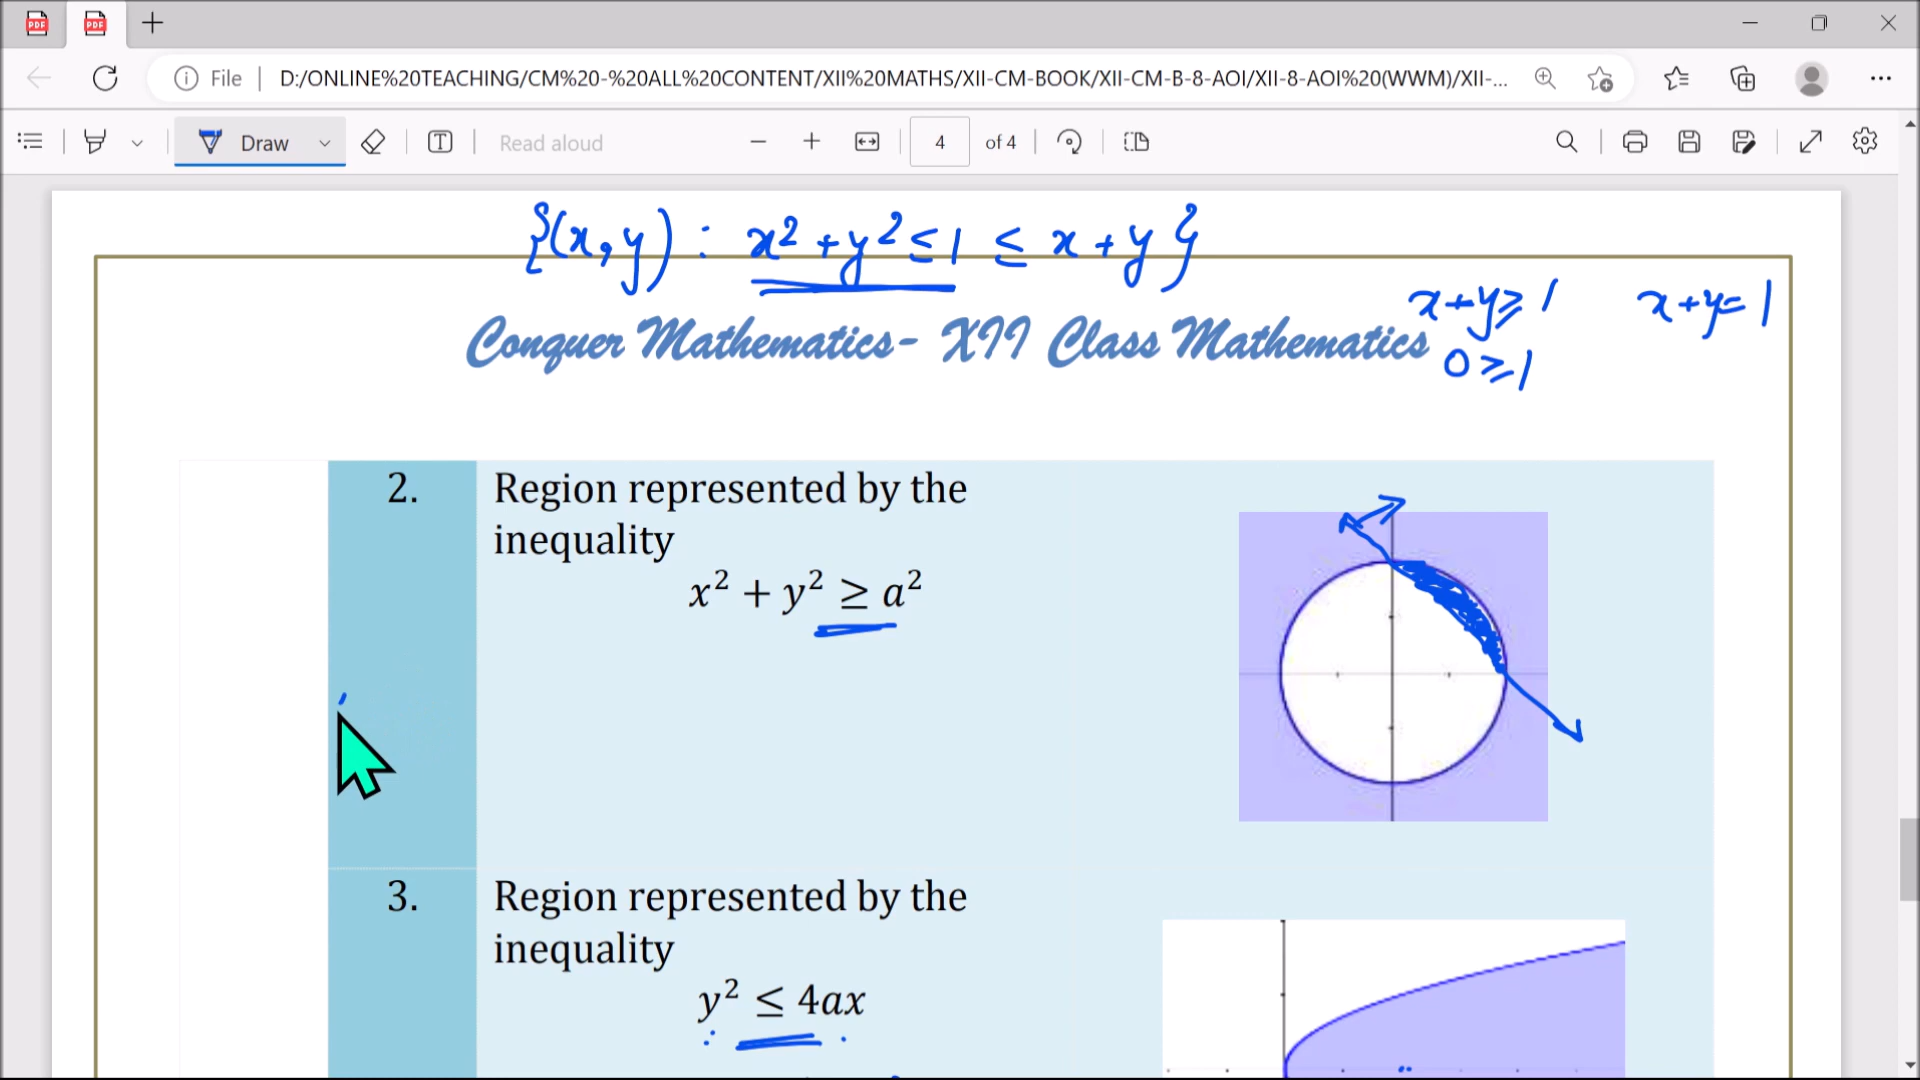 File
D:/ONLINE%20TEACHING/CM%20-%20ALL%20CONTENT/XII%20MATHS/XII-CM-BOOK/XII-CM-B-8-AOI/XII-8-AOI%20(WWM)/XII-...
Draw
T
Read aloud
4 of 4
{(x,y) : x² + y² ≤ 1 ≤ x + y}
x+y≥1
x+y=1
Conquer Mathematics- XII Class Mathematics
0≥1
2.
Region represented by the
inequality
x² + y² ≥ a²
3.
Region represented by the
inequality
y² ≤ 4ax